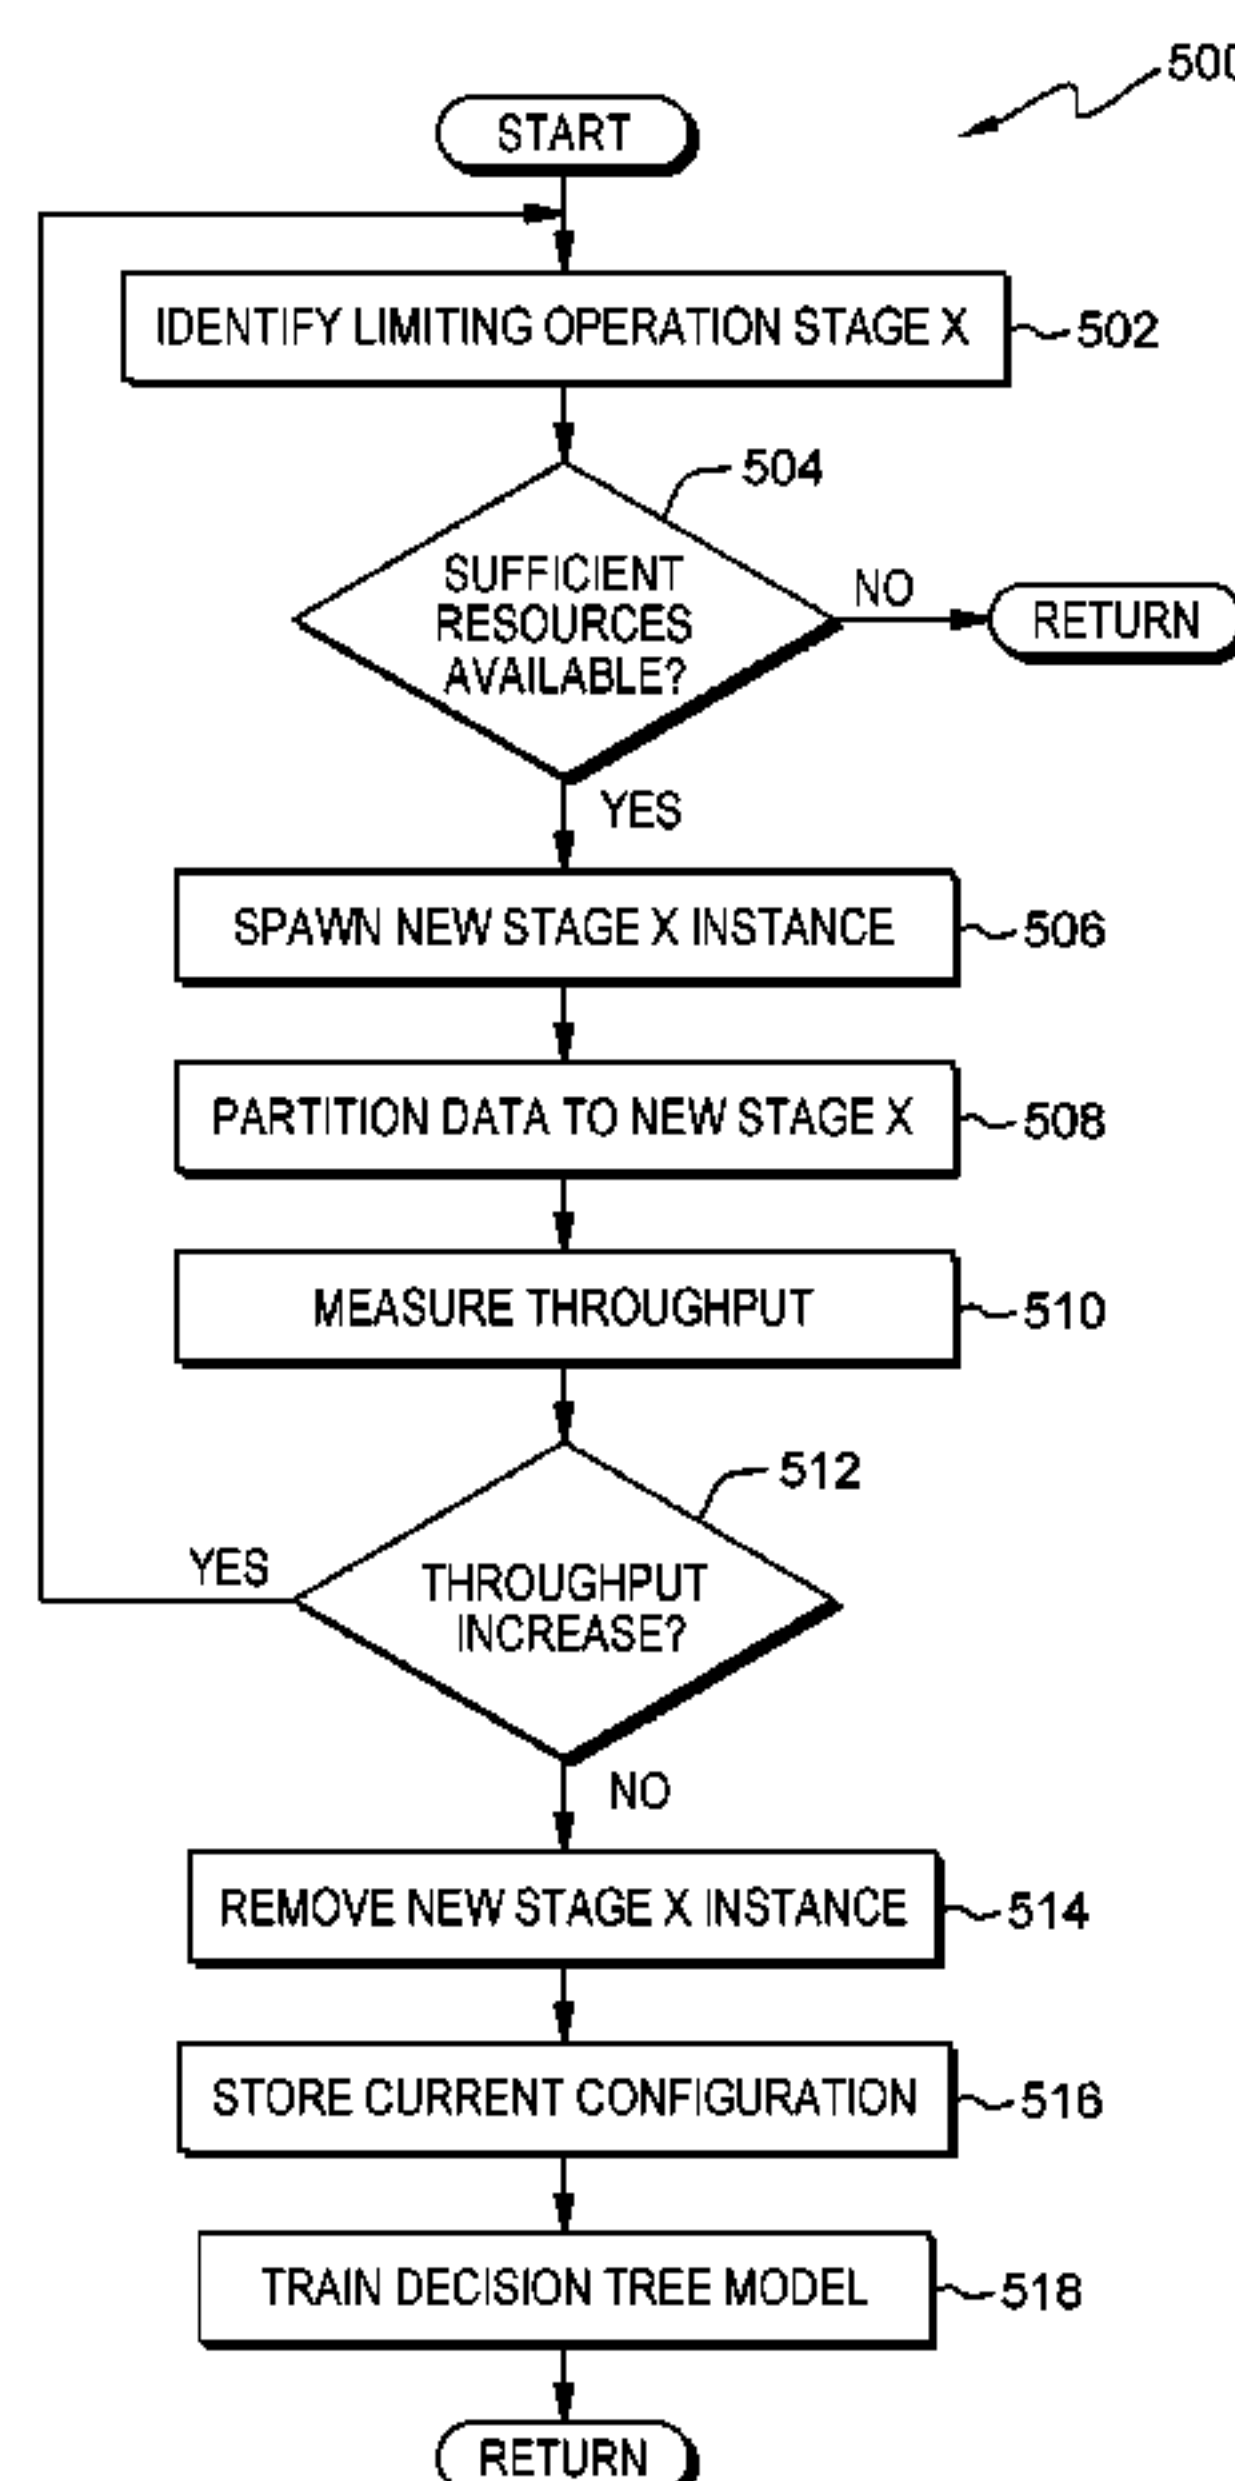 500
START
IDENTIFY LIMITING OPERATION STAGE X
502
504
SUFFICIENT
RESOURCES
AVAILABLE?
NO
RETURN
YES
SPAWN NEW STAGE X INSTANCE
506
PARTITION DATA TO NEW STAGE X
508
MEASURE THROUGHPUT
510
512
YES
THROUGHPUT
INCREASE?
NO
REMOVE NEW STAGE X INSTANCE
514
STORE CURRENT CONFIGURATION
516
TRAIN DECISION TREE MODEL
518
RETURN